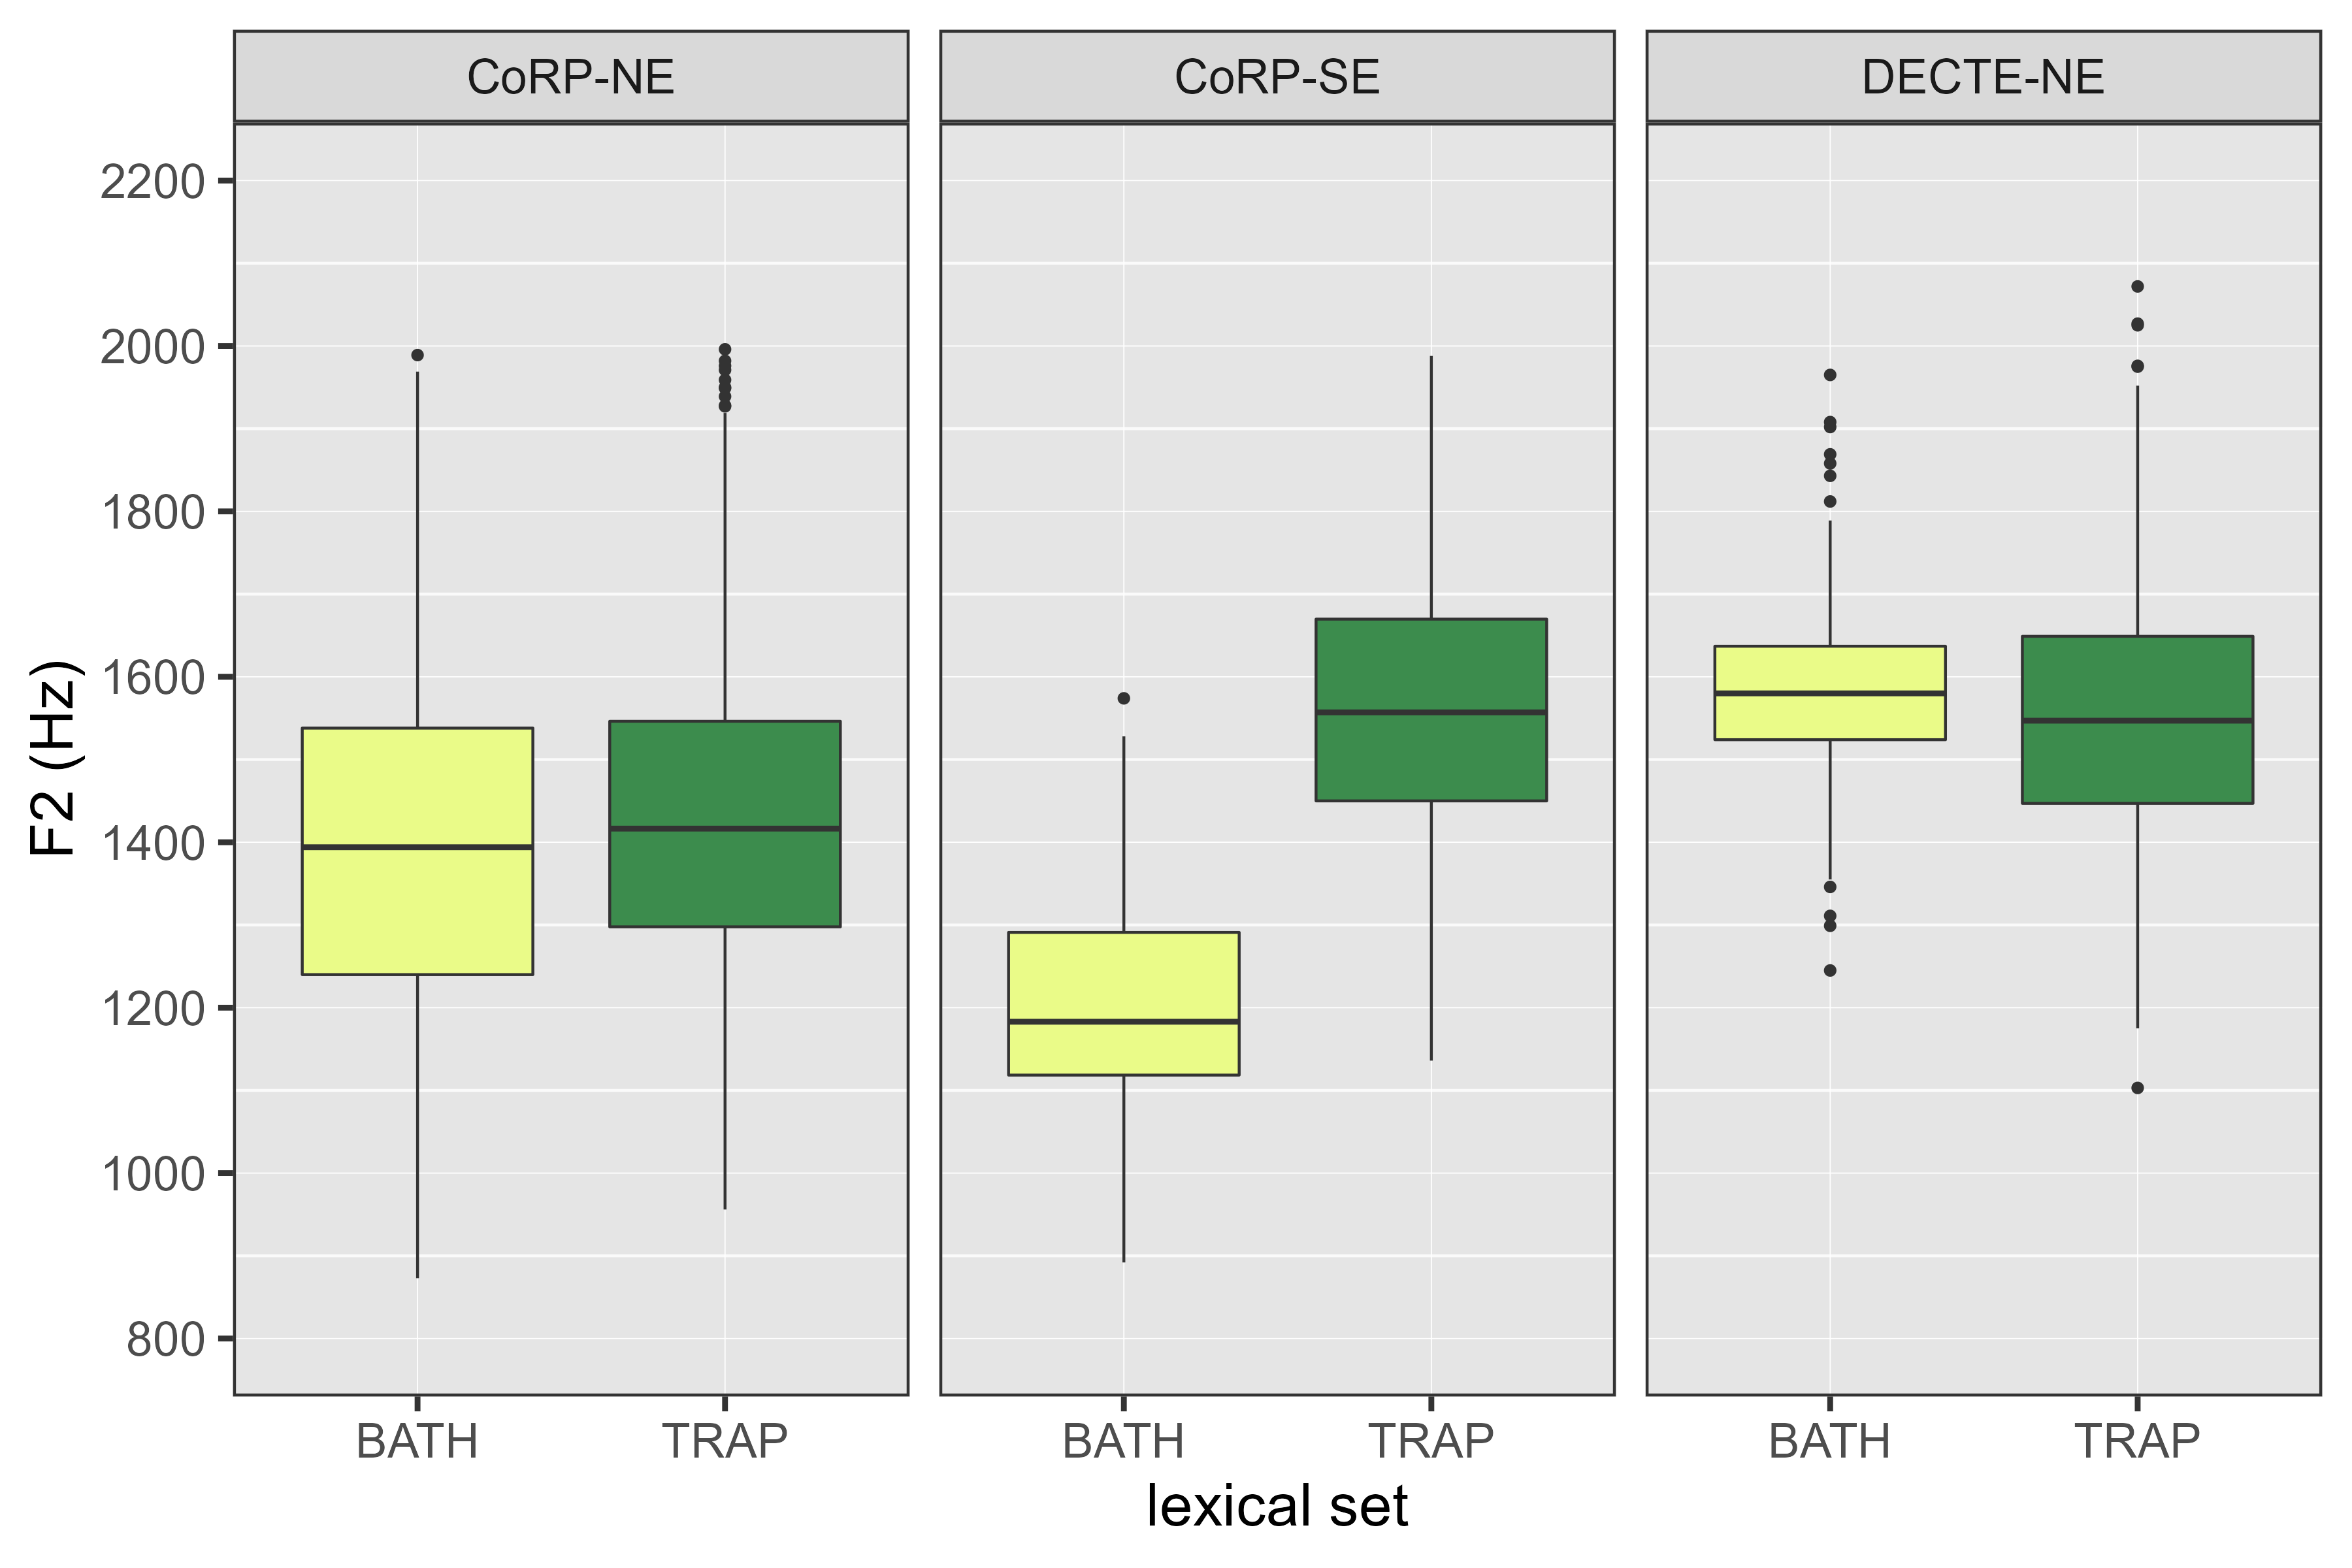 CoRP-NE CoRP-SE DECTE-NE
2200
2000
1800
1600
1400
1200
1000
800
F2 (Hz)
BATH TRAP BATH TRAP BATH TRAP
lexical set